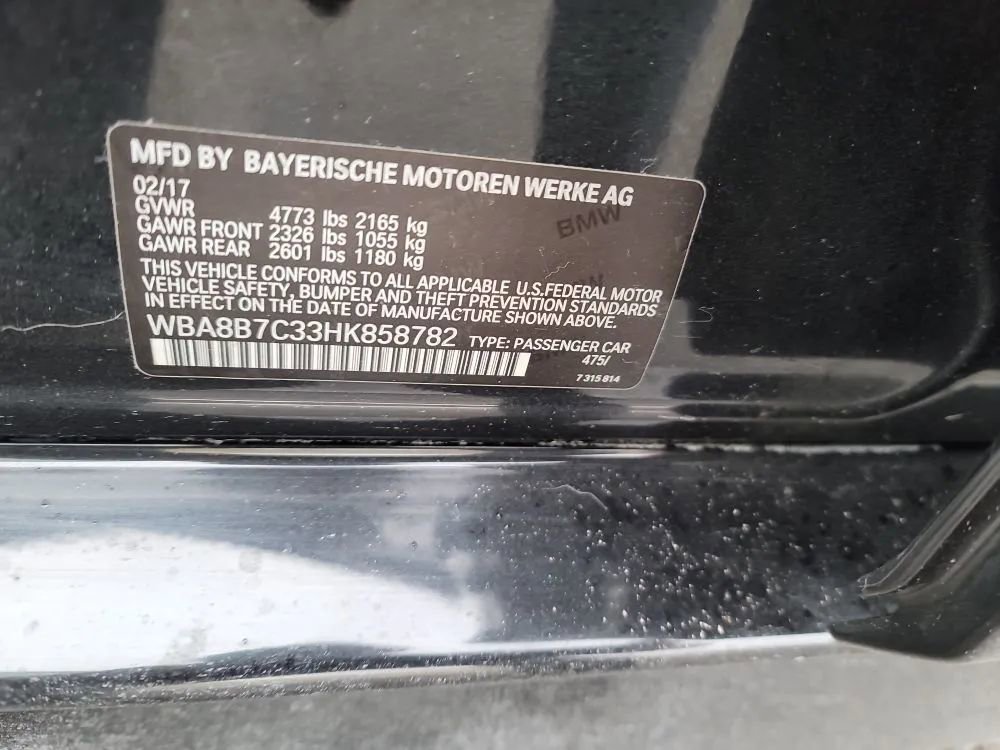 MFD BY BAYERISCHE MOTOREN WERKE AG
02/17
GVWR 4773 lbs 2165 kg
GAWR FRONT 2326 lbs 1055 kg
GAWR REAR 2601 lbs 1180 kg
BMW
THIS VEHICLE CONFORMS TO ALL APPLICABLE U.S.FEDERAL MOTOR
VEHICLE SAFETY, BUMPER AND THEFT PREVENTION STANDARDS
IN EFFECT ON THE DATE OF MANUFACTURE SHOWN ABOVE.
WBA8B7C33HK858782 TYPE: PASSENGER CAR
475/
7 315 814